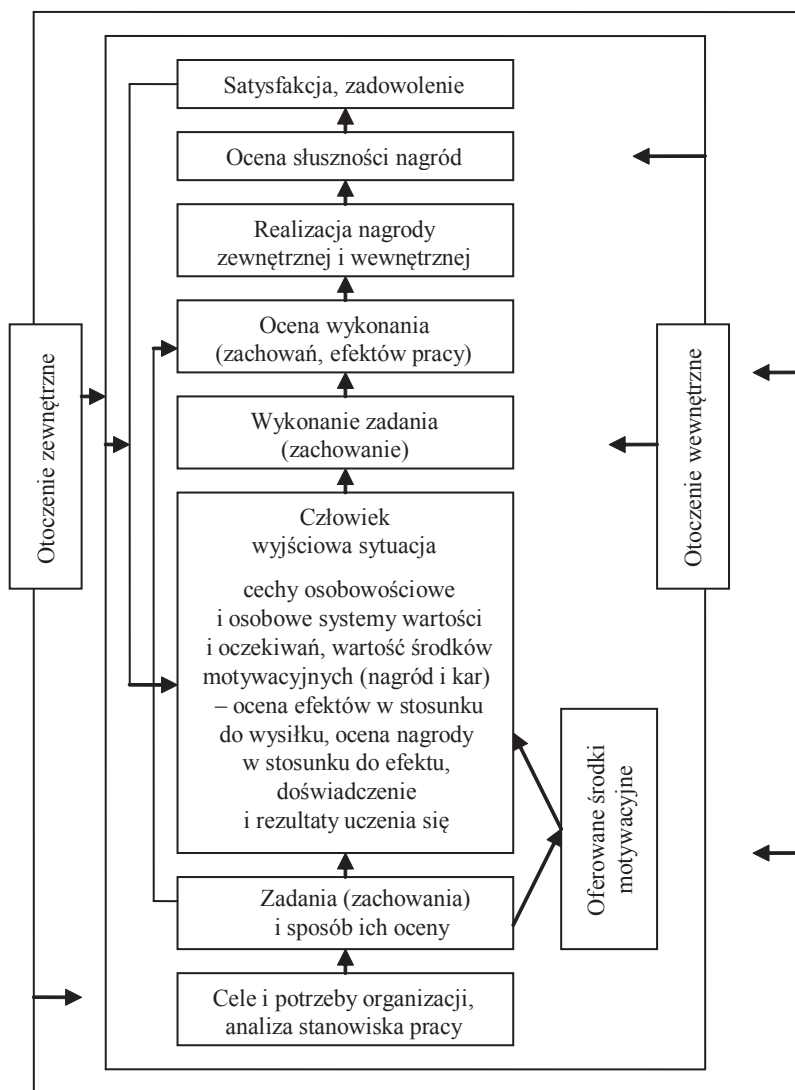 Satysfakcja, zadowolenie
Ocena słuszności nagród
Realizacja nagrody
zewnętrznej i wewnętrznej
Ocena wykonania
(zachowań, efektów pracy)
Wykonanie zadania
(zachowanie)
Człowiek
wyjściowa sytuacja
cechy osobowościowe
i osobowe systemy wartości
i oczekiwań, wartość środków
motywacyjnych (nagród i kar)
– ocena efektów w stosunku
do wysiłku, ocena nagrody
w stosunku do efektu,
doświadczenie
i rezultaty uczenia się
Zadania (zachowania)
i sposób ich oceny
Cele i potrzeby organizacji,
analiza stanowiska pracy
Otoczenie zewnętrzne
Otoczenie wewnętrzne
Oferowane środki
motywacyjne